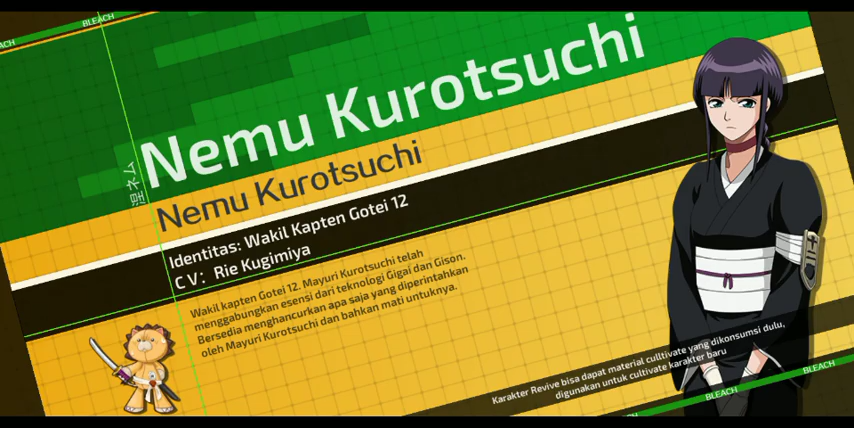 BLEACH
Nemu Kurotsuchi
涅ネム
Nemu Kurotsuchi
Identitas: Wakil Kapten Gotei 12
CV: Rie Kugimiya
Wakil kapten Gotei 12. Mayuri Kurotsuchi telah
menggabungkan esensi dari teknologi Gigai dan Gison.
Bersedia menghancurkan apa saja yang diperintahkan
oleh Mayuri Kurotsuchi dan bahkan mati untuknya.
Karakter Revive bisa dapat material culltivate yang dikonsumsi dulu,
digunakan untuk cultivate karakter baru
BLEACH
BLEACH